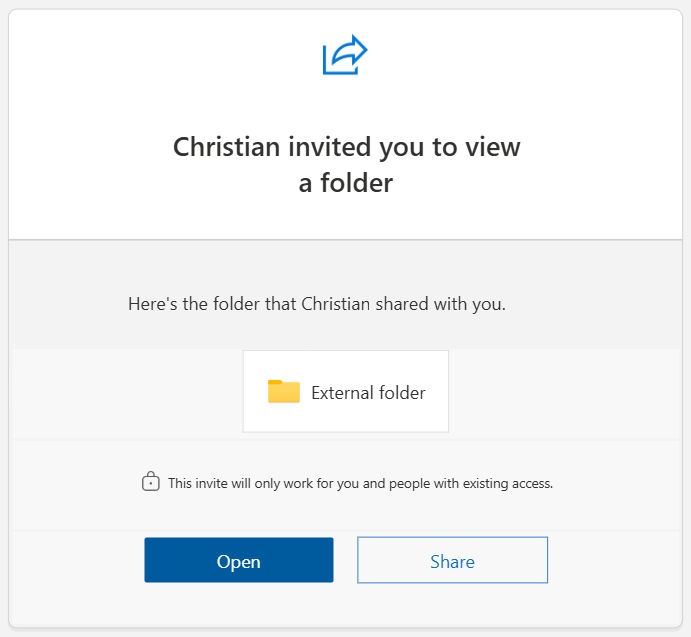 Christian invited you to view
a folder
Here's the folder that Christian shared with you.
External folder
This invite will only work for you and people with existing access.
Open
Share